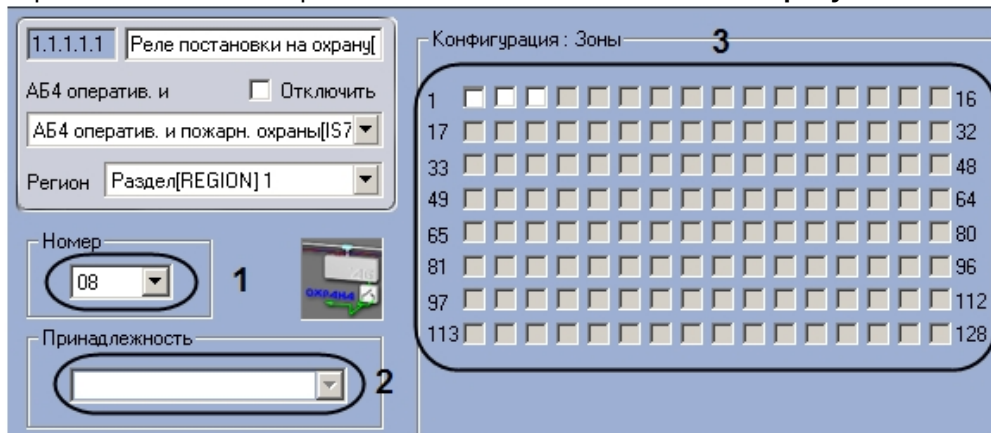 1.1.1.1.1 Реле постановки на охрану[
АБ4 оператив. и Отключить
АБ4 оператив. и пожарн. охраны[IS7
Регион Раздел[REGION] 1
Номер
08
1
ОХРАНА
Принадлежность
2
Конфигурация : Зоны 3
1 16
17 32
33 48
49 64
65 80
81 96
97 112
113 128